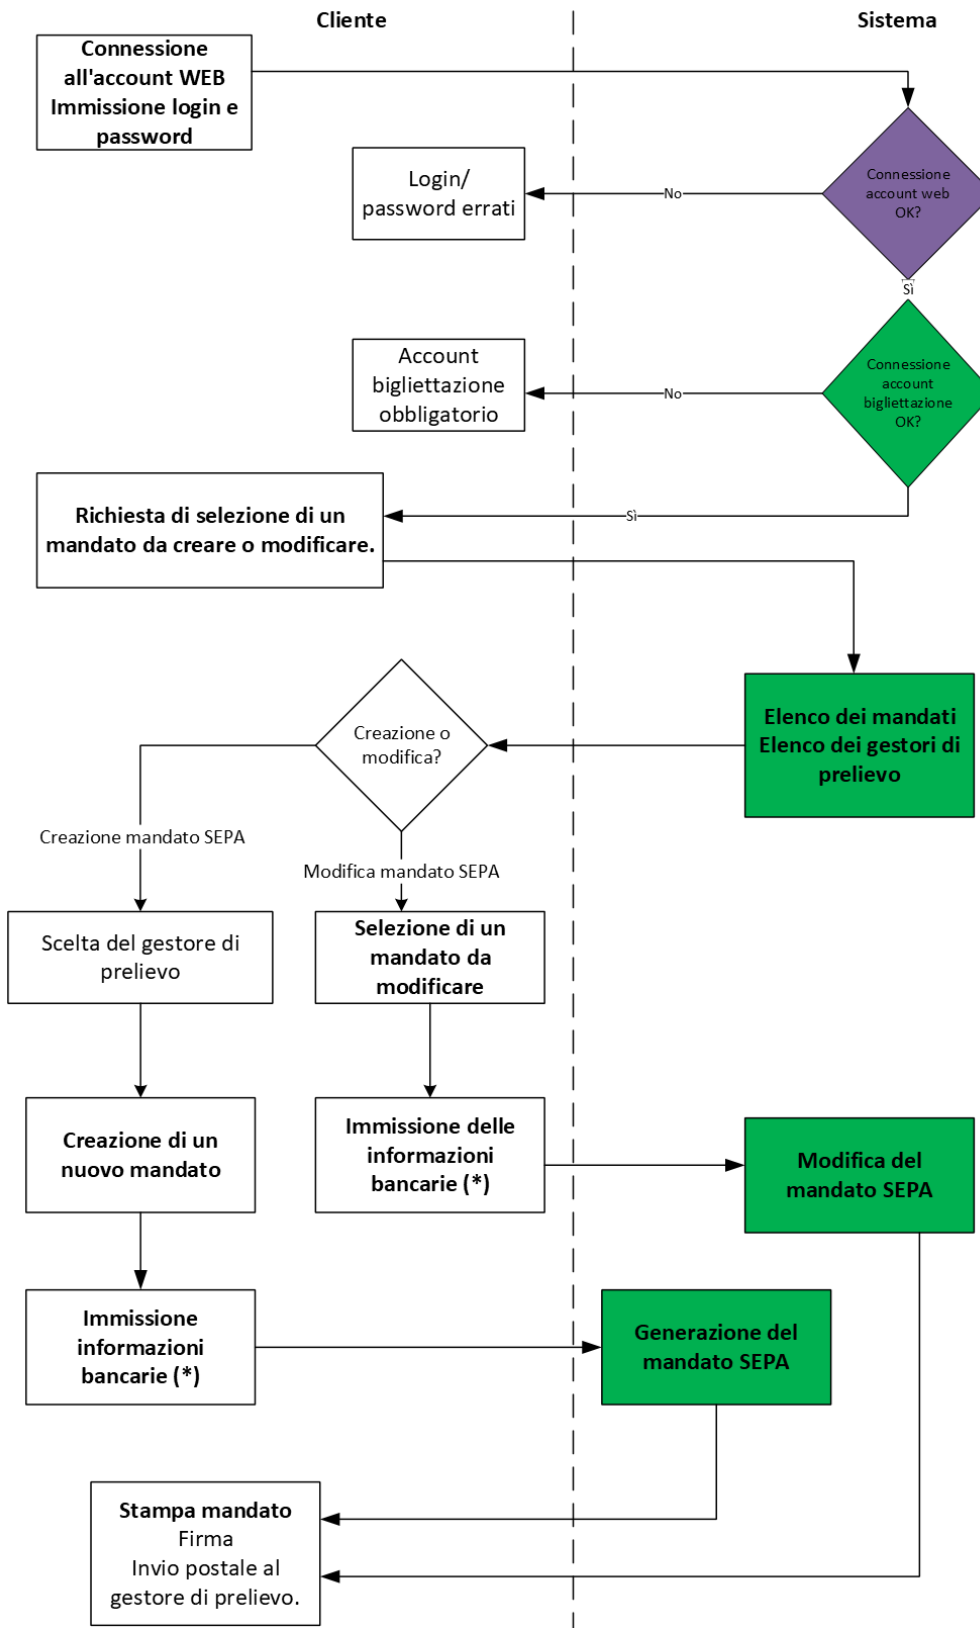 Cliente
Sistema
Connessione
all'account WEB
Immissione login e
password
Connessione
account web
OK?
Login/
password errati
No
Sì
Connessione
account
bigliettazione
OK?
Account
bigliettazione
obbligatorio
No
Richiesta di selezione di un
mandato da creare o modificare.
Sì
Elenco dei mandati
Elenco dei gestori di
prelievo
Creazione o
modifica?
Creazione mandato SEPA
Modifica mandato SEPA
Scelta del gestore di
prelievo
Selezione di un
mandato da
modificare
Creazione di un
nuovo mandato
Immissione delle
informazioni
bancarie (*)
Modifica del
mandato SEPA
Immissione
informazioni
bancarie (*)
Generazione del
mandato SEPA
Stampa mandato
Firma
Invio postale al
gestore di prelievo.